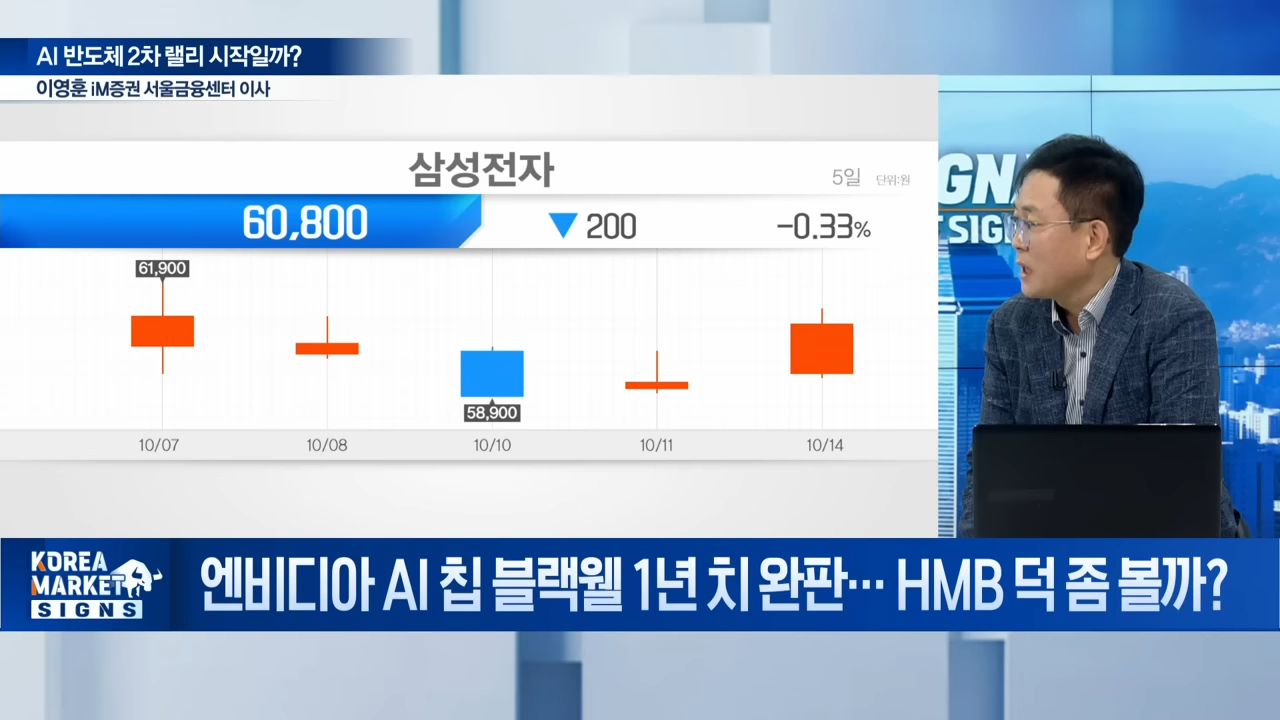 AI 반도체 2차 랠리 시작일까?
이영훈 iM증권 서울금융센터 이사
삼성전자
5일 단위:원
60,800 ▼ 200 -0.33%
61,900
58,900
10/07 10/08 10/10 10/11 10/14
KOREA
MARKET
SIGNS
엔비디아 AI 칩 블랙웰 1년 치 완판… HMB 덕 좀 볼까?